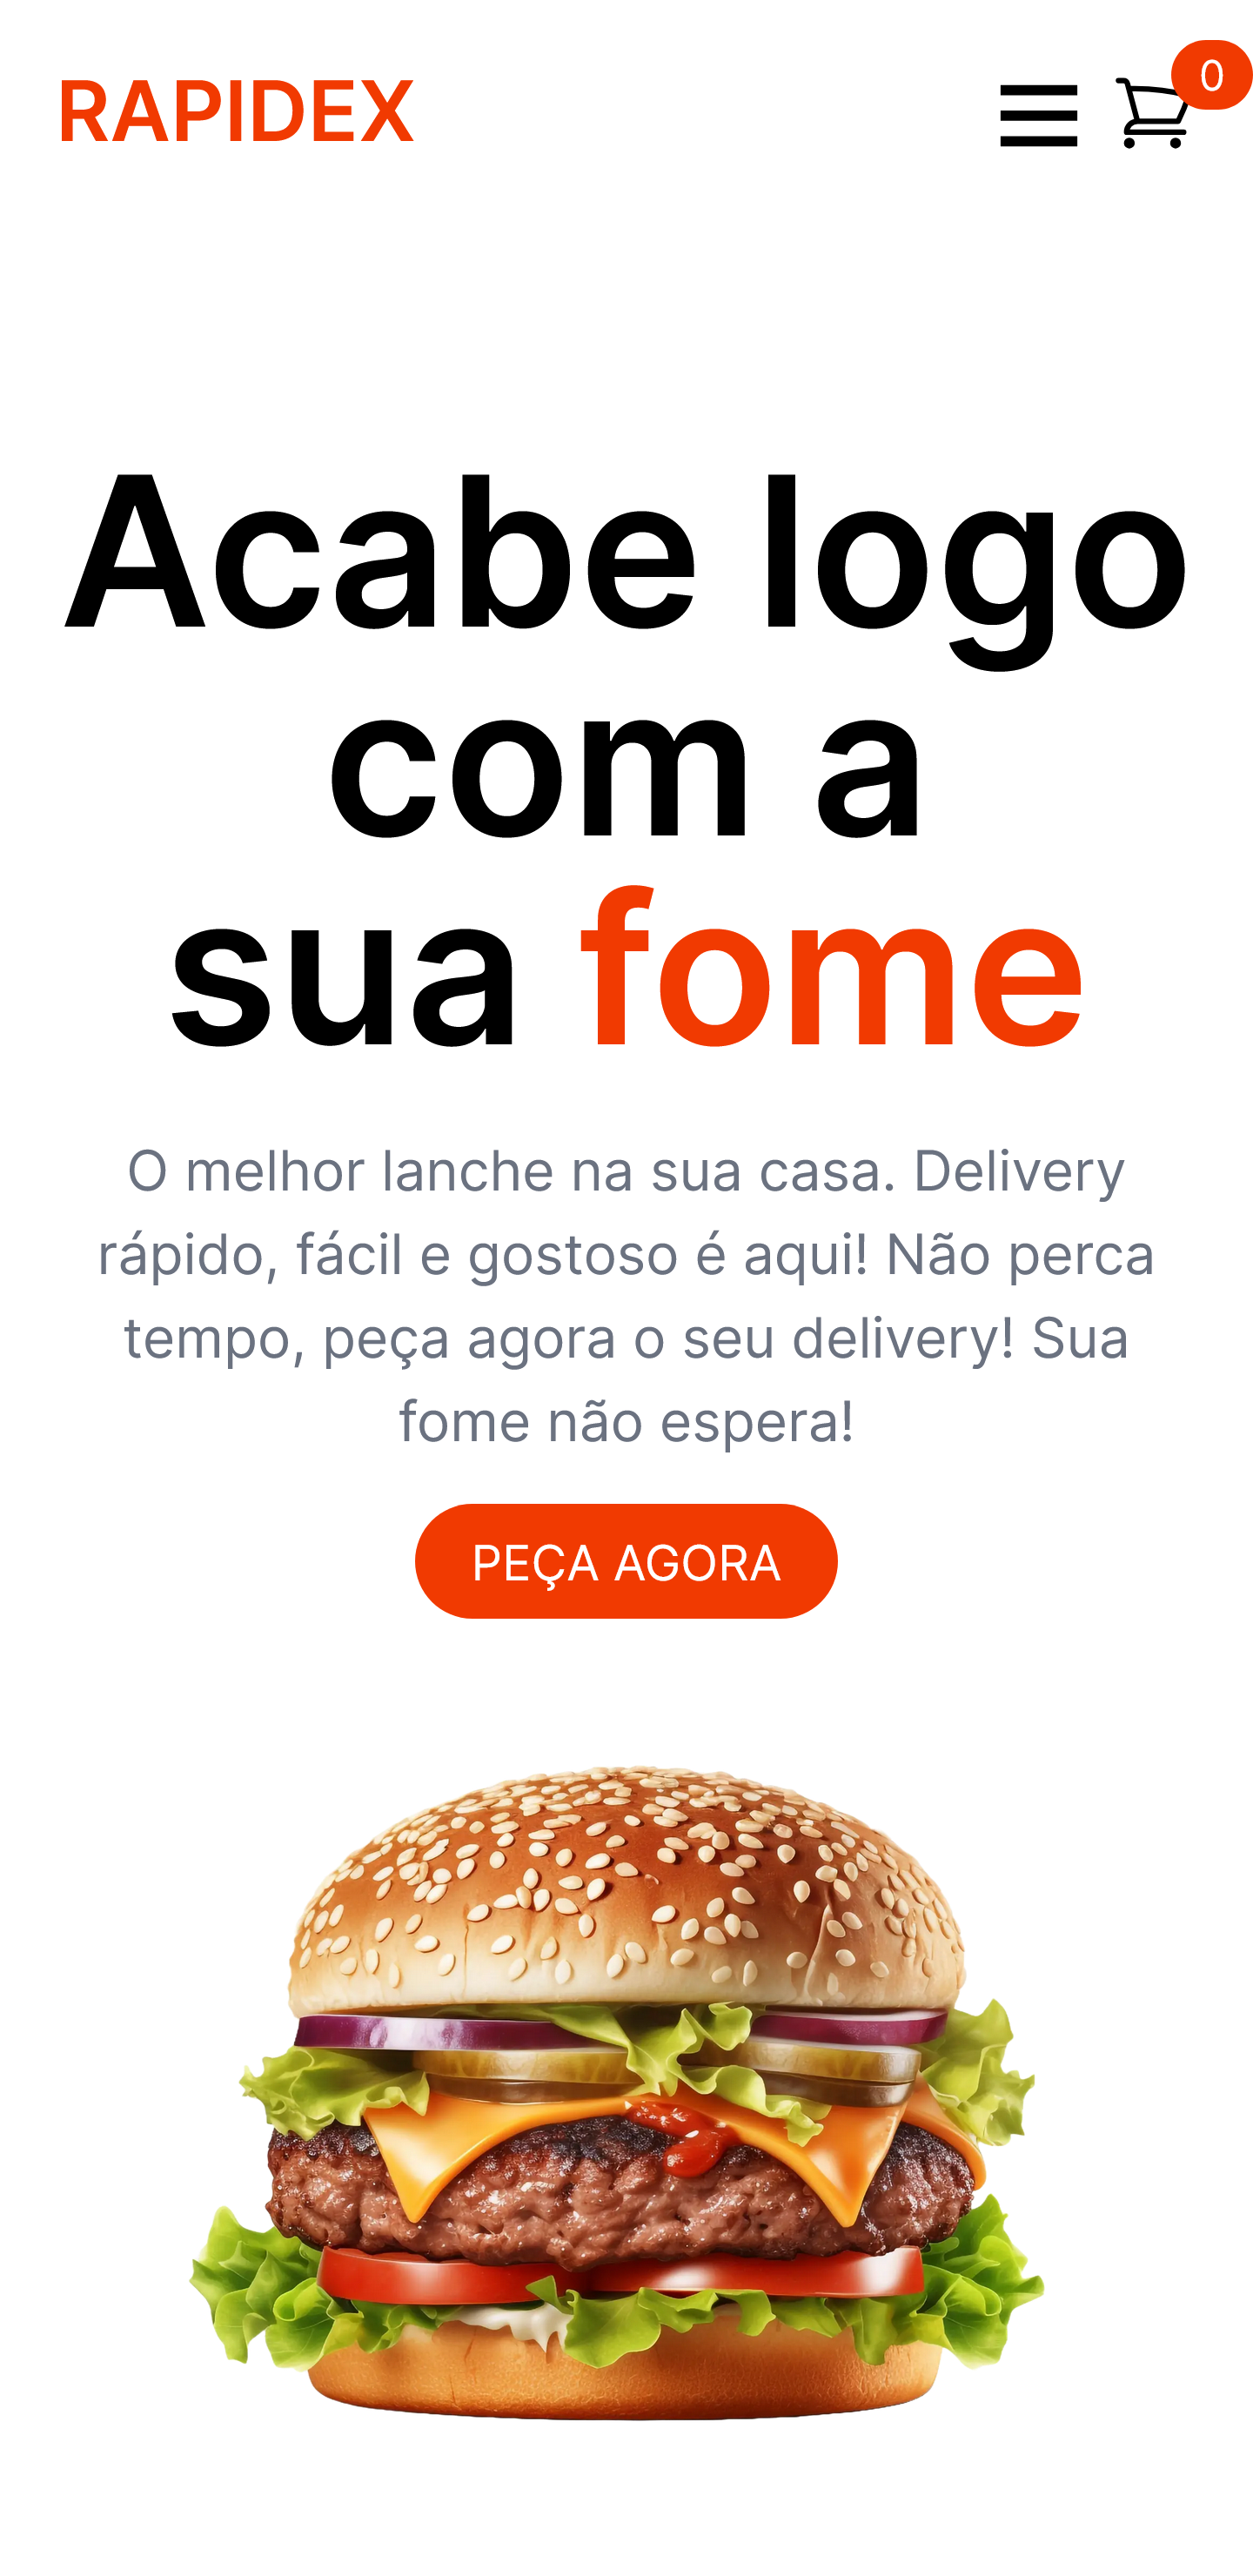 RAPIDEX
0
Acabe logo
com a
sua fome
O melhor lanche na sua casa. Delivery
rápido, fácil e gostoso é aqui! Não perca
tempo, peça agora o seu delivery! Sua
fome não espera!
PEÇA AGORA